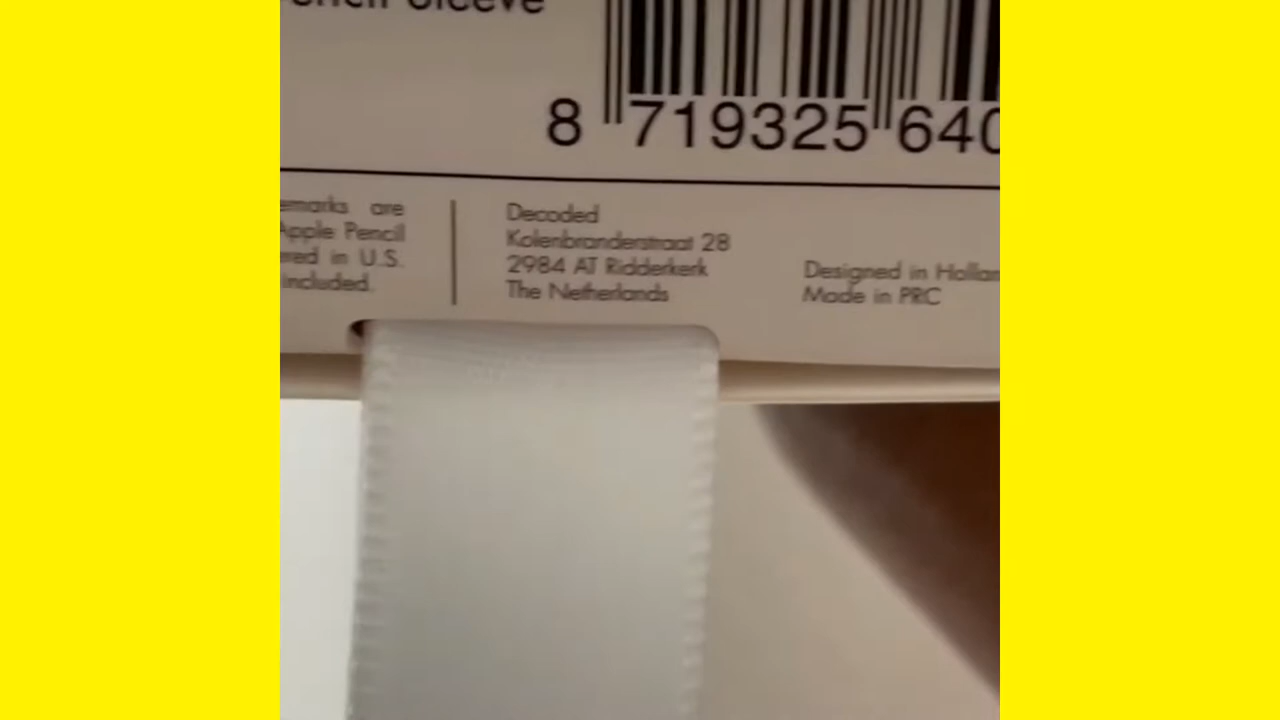 Sleeve
8 719325 640
emarks are
Apple Pencil
ered in U.S.
included.
Decoded
Kolenbranderstraat 28
2984 AT Ridderkerk
The Netherlands
Designed in Hollan
Made in PRC